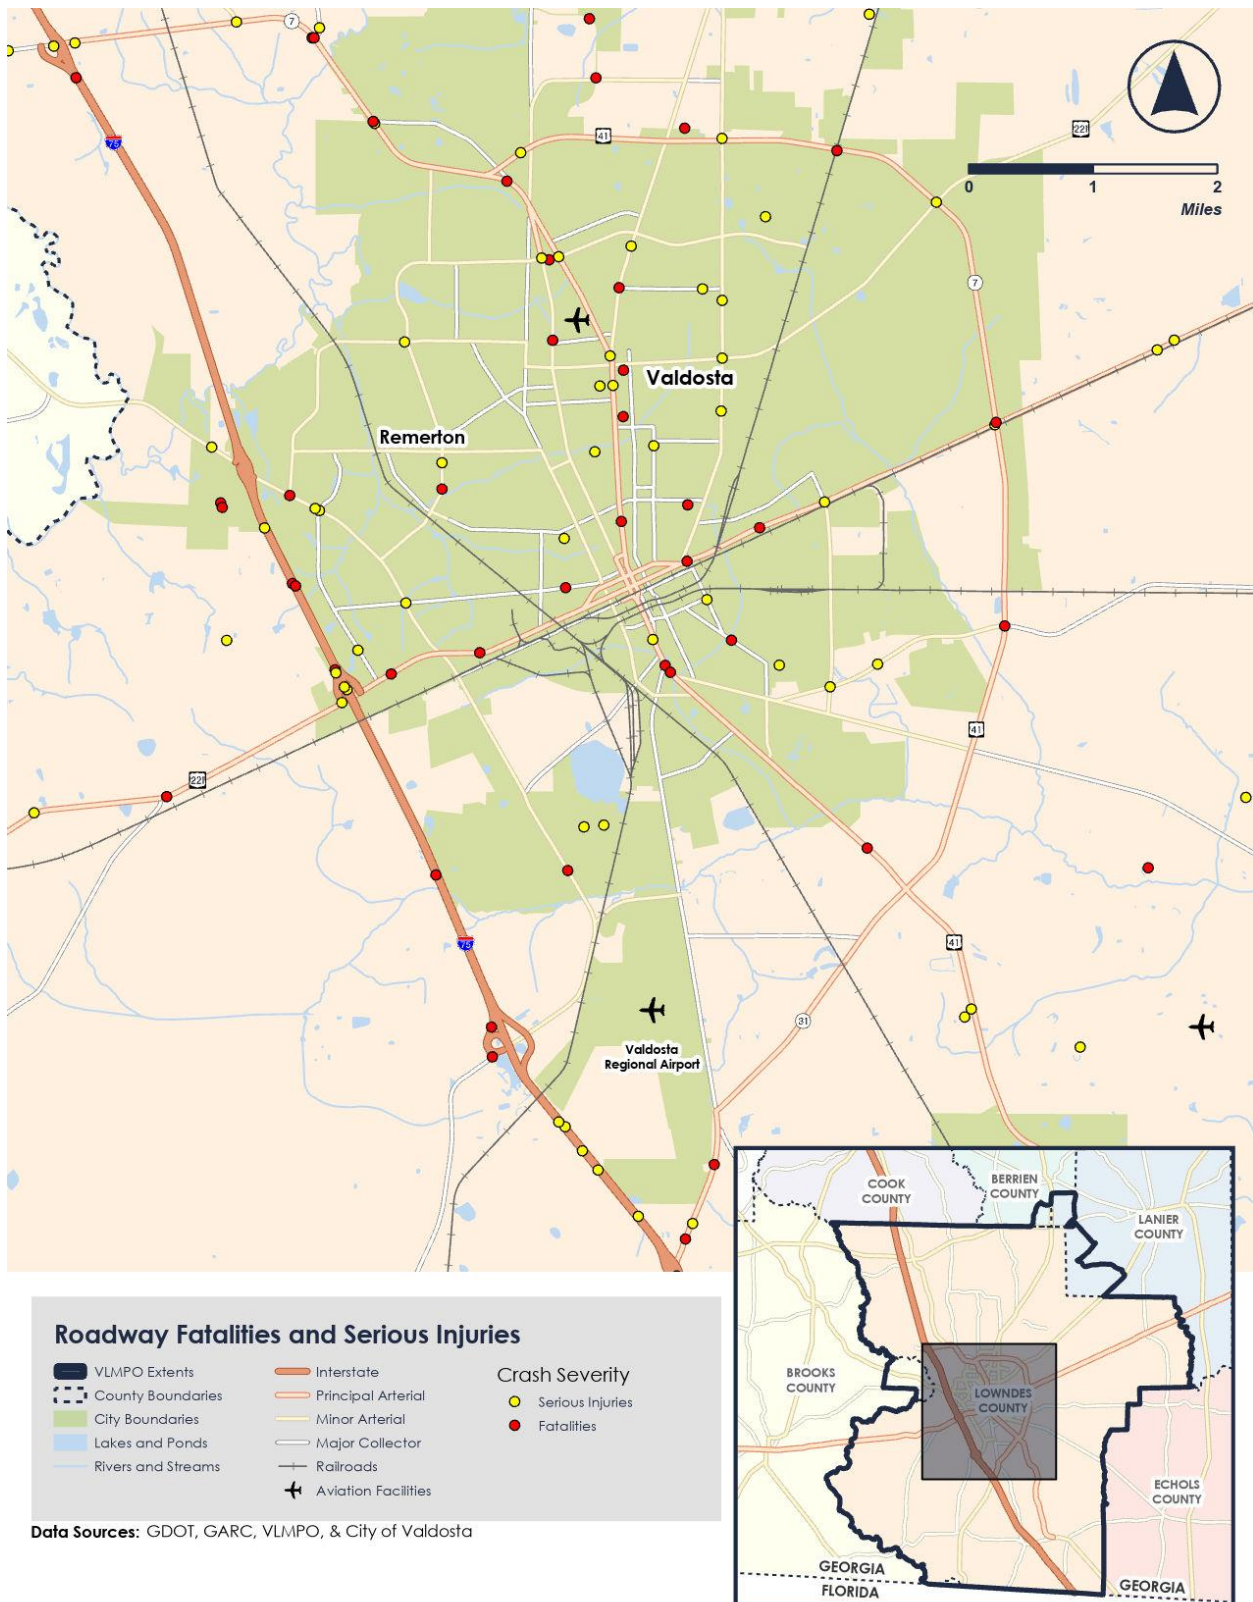 7
75
41
221
0 1 2
Miles
7
Valdosta
Remerton
221
41
75
41
31
Valdosta
Regional Airport
COOK
COUNTY
BERRIEN
COUNTY
LANIER
COUNTY
BROOKS
COUNTY
LOWNDES
COUNTY
ECHOLS
COUNTY
GEORGIA
FLORIDA
GEORGIA
Roadway Fatalities and Serious Injuries
VLMPO Extents
County Boundaries
City Boundaries
Lakes and Ponds
Rivers and Streams
Interstate
Principal Arterial
Minor Arterial
Major Collector
Railroads
Aviation Facilities
Crash Severity
Serious Injuries
Fatalities
Data Sources: GDOT, GARC, VLMPO, & City of Valdosta